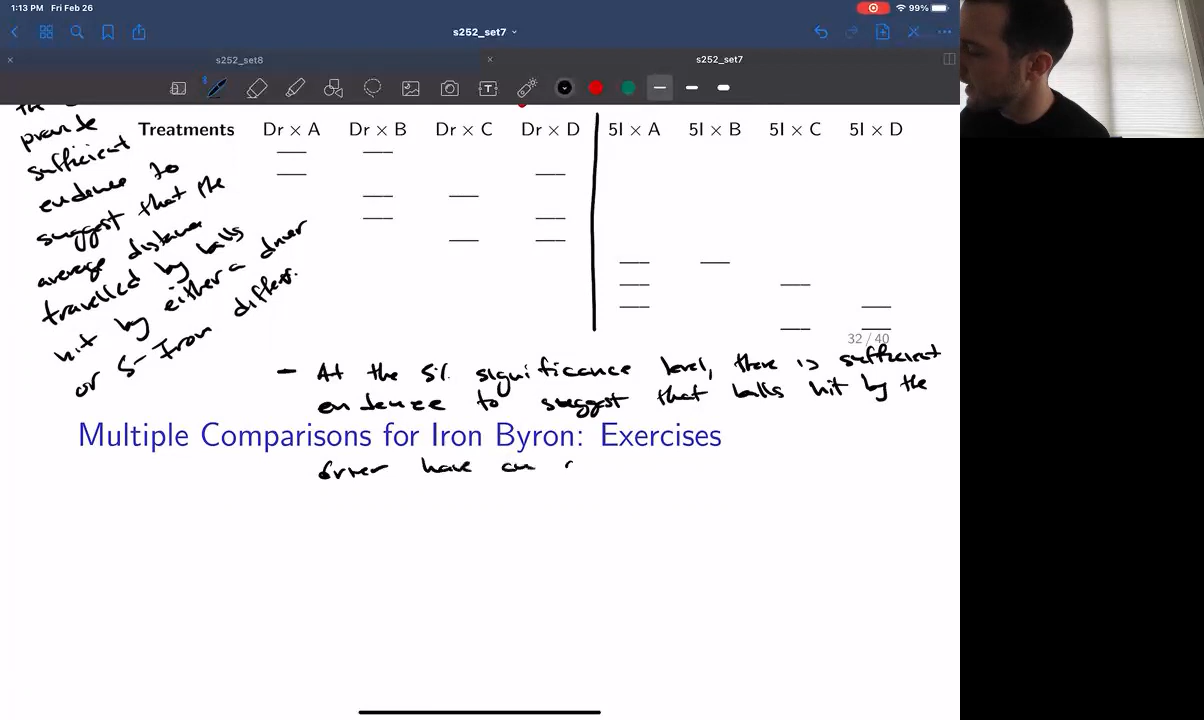 1:13 PM Fri Feb 26
99%
s252_set7
s252_set8
s252_set7
T
Treatments Dr × A Dr × B Dr × C Dr × D 5I × A 5I × B 5I × C 5I × D
provide
sufficient
evidence to
suggest that the
average distance
travelled by balls
hit by either a driver
or 5-Iron differs.
32 / 40
- At the 5% significance level, there is sufficient
evidence to suggest that balls hit by the
Multiple Comparisons for Iron Byron: Exercises
driver have an